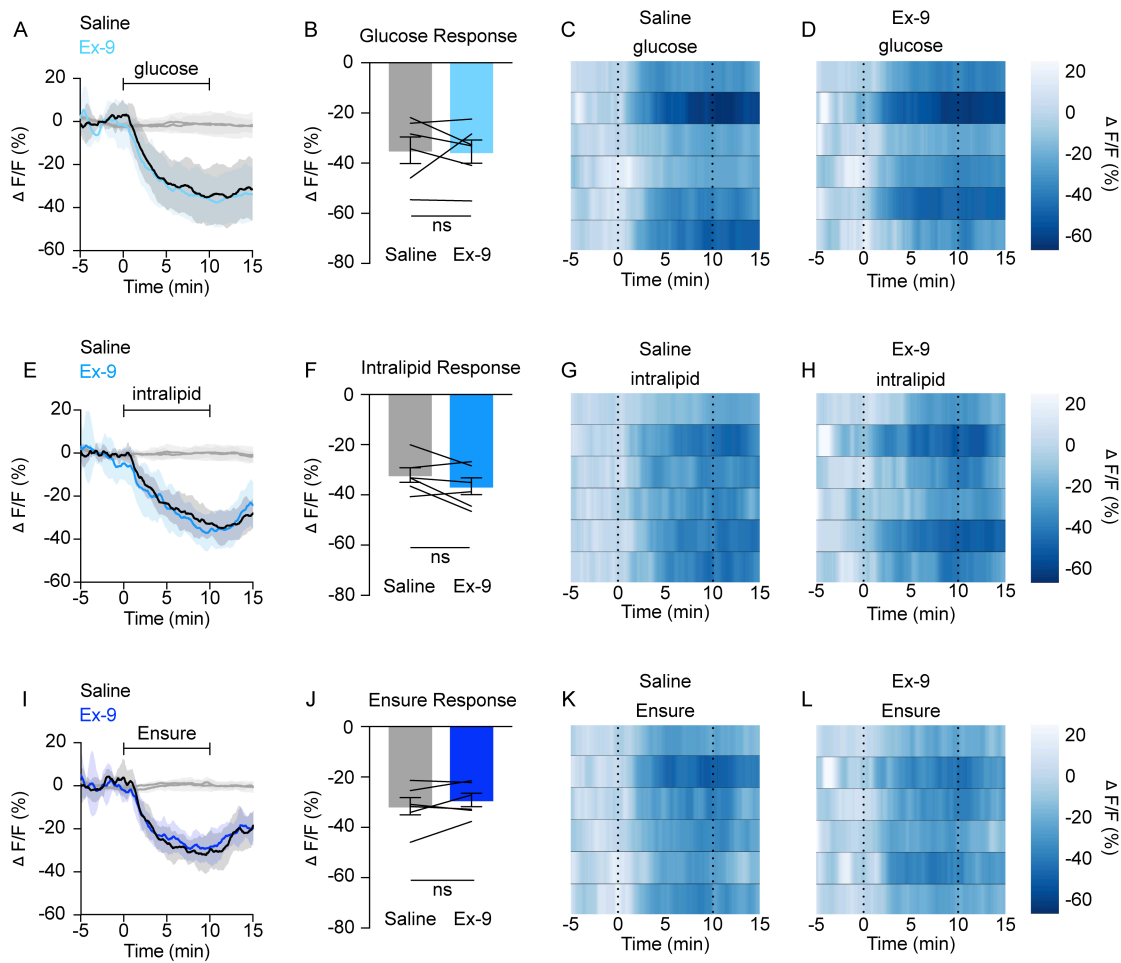 A
Saline
Ex-9
glucose
20
0
-20
-40
-60
Δ F/F (%)
-5 0 5 10 15
Time (min)
B
Glucose Response
0
-20
-40
-60
-80
Δ F/F (%)
ns
Saline Ex-9
C
Saline
glucose
-5 0 5 10 15
Time (min)
D
Ex-9
glucose
-5 0 5 10 15
Time (min)
20
0
-20
-40
-60
Δ F/F (%)
E
Saline
Ex-9
intralipid
20
0
-20
-40
-60
Δ F/F (%)
-5 0 5 10 15
Time (min)
F
Intralipid Response
0
-20
-40
-60
-80
Δ F/F (%)
ns
Saline Ex-9
G
Saline
intralipid
-5 0 5 10 15
Time (min)
H
Ex-9
intralipid
-5 0 5 10 15
Time (min)
20
0
-20
-40
-60
Δ F/F (%)
I
Saline
Ex-9
Ensure
20
0
-20
-40
-60
Δ F/F (%)
-5 0 5 10 15
Time (min)
J
Ensure Response
0
-20
-40
-60
-80
Δ F/F (%)
ns
Saline Ex-9
K
Saline
Ensure
-5 0 5 10 15
Time (min)
L
Ex-9
Ensure
-5 0 5 10 15
Time (min)
20
0
-20
-40
-60
Δ F/F (%)